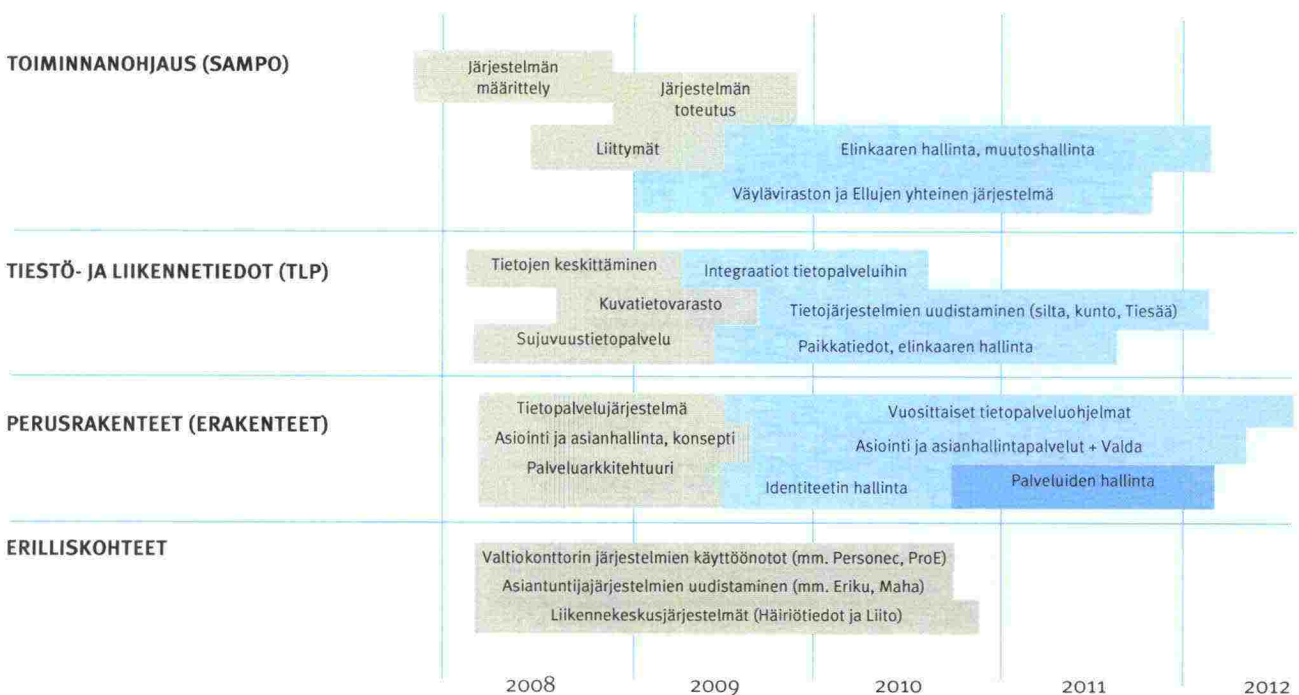 TOIMINNANOHJAUS (SAMPO)
Järjestelmän
määrittely
Järjestelmän
toteutus
Liittymät
Elinkaaren hallinta, muutoshallinta
Väyläviraston ja Ellujen yhteinen järjestelmä
TIESTÖ- JA LIIKENNETIEDOT (TLP)
Tietojen keskittäminen
Integraatiot tietopalveluihin
Kuvatietovarasto
Tietojärjestelmien uudistaminen (silta, kunto, Tiesää)
Sujuvuustietopalvelu
Paikkatiedot, elinkaaren hallinta
PERUSRAKENTEET (ERAKENTEET)
Tietopalvelujärjestelmä
Vuosittaiset tietopalveluohjelmat
Asiointi ja asianhallinta, konsepti
Asiointi ja asianhallintapalvelut + Valda
Palveluarkkitehtuuri
Identiteetin hallinta
Palveluiden hallinta
ERILLISKOHTEET
Valtiokonttorin järjestelmien käyttöönotot (mm. Personec, ProE)
Asiantuntijajärjestelmien uudistaminen (mm. Eriku, Maha)
Liikennekeskusjärjestelmät (Häiriötiedot ja Liito)
2008 2009 2010 2011 2012